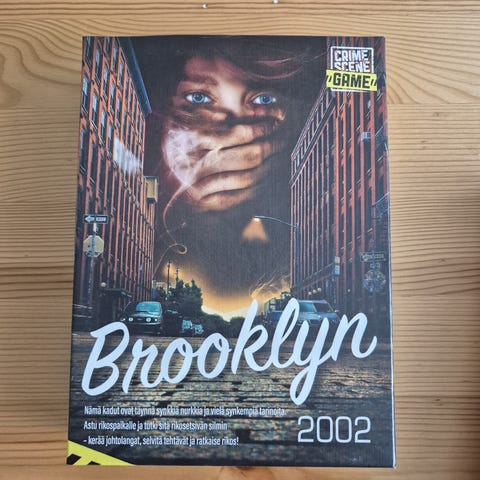 CRIME
SCENE
GAME
Brooklyn
Nämä kadut ovat täynnä synkkiä nurkkia ja vielä synkempiä tarinoita.
Astu rikospaikalle ja tutki sitä rikosetsivän silmin
- kerää johtolangat, selvitä tehtävät ja ratkaise rikos!
2002